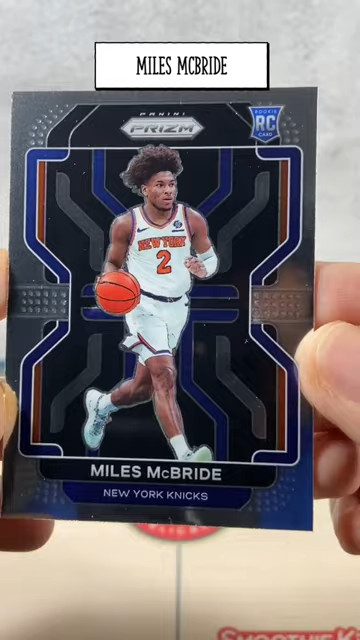 MILES MCBRIDE
PANINI
PRIZM
ROOKIE
RC
CARD
NEW YORK
2
MILES McBRIDE
NEW YORK KNICKS